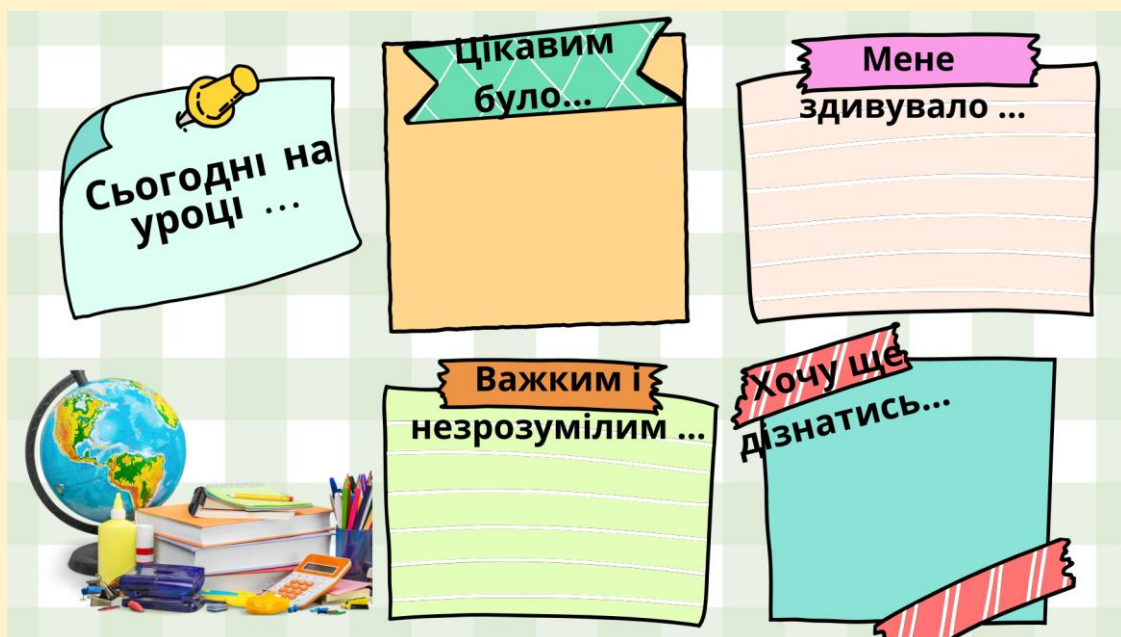 Сьогодні на
уроці ...
Цікавим
було...
Мене
здивувало ...
Важким і
незрозумілим ...
Хочу ще
дізнатись...